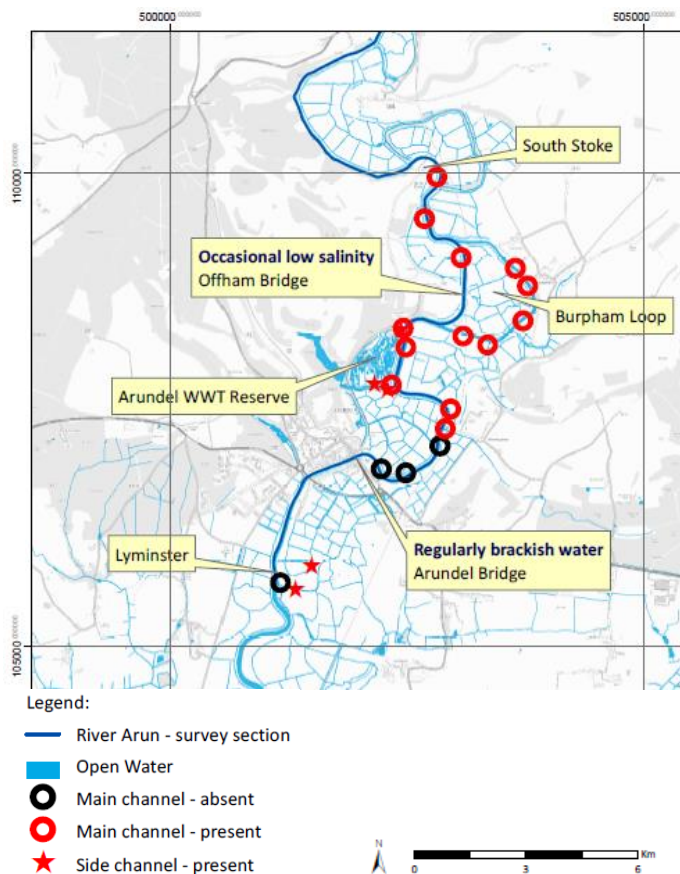 500000
505000
South Stoke
110000
Occasional low salinity
Offham Bridge
Burpham Loop
Arundel WWT Reserve
Regularly brackish water
Arundel Bridge
Lyminster
105000
Legend:
River Arun - survey section
Open Water
Main channel - absent
Main channel - present
Side channel - present
N
Km
0
3
6